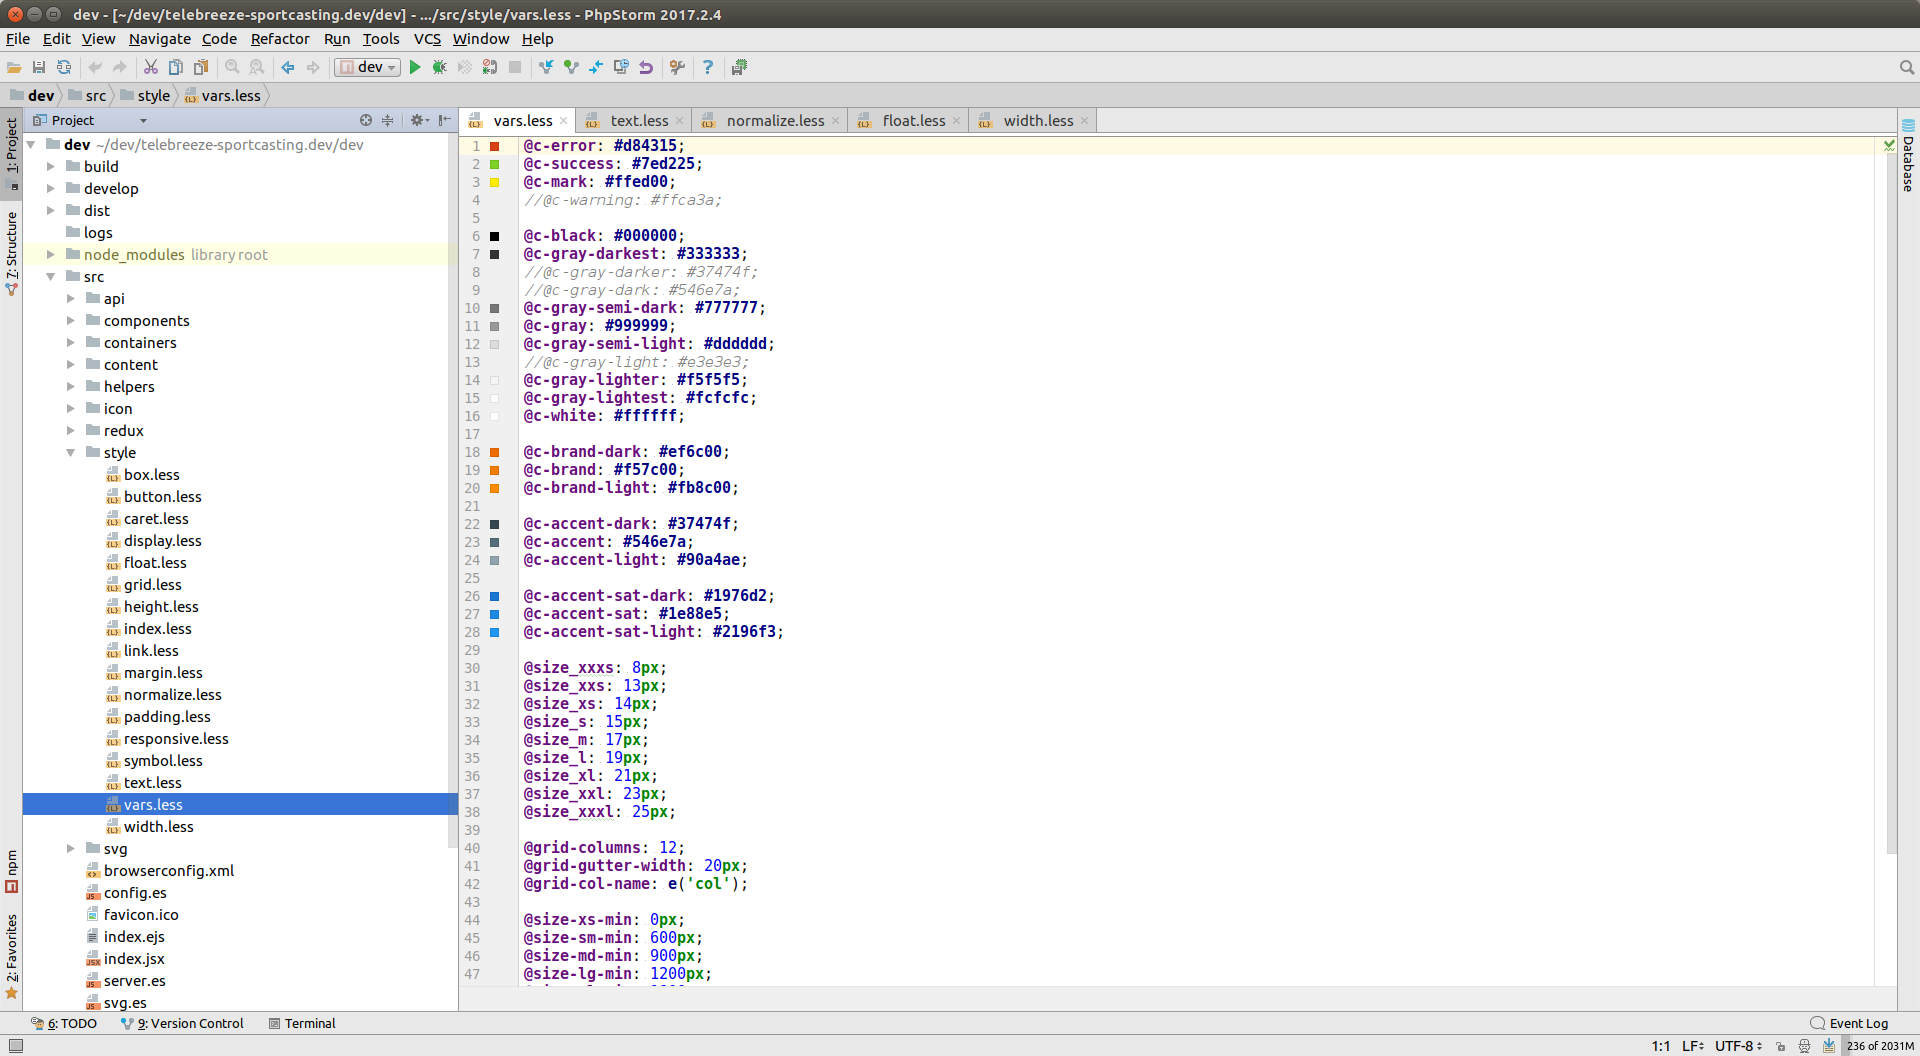 dev - [~/dev/telebreeze-sportcasting.dev/dev] - .../src/style/vars.less - PhpStorm 2017.2.4
File Edit View Navigate Code Refactor Run Tools VCS Window Help
dev
dev src style vars.less
Project
vars.less text.less normalize.less float.less width.less
1: Project
7: Structure
npm
2: Favorites
Database
dev ~/dev/telebreeze-sportcasting.dev/dev
build
develop
dist
logs
node_modules library root
src
api
components
containers
content
helpers
icon
redux
style
box.less
button.less
caret.less
display.less
float.less
grid.less
height.less
index.less
link.less
margin.less
normalize.less
padding.less
responsive.less
symbol.less
text.less
vars.less
width.less
svg
browserconfig.xml
config.es
favicon.ico
index.ejs
index.jsx
server.es
svg.es
1 @c-error: #d84315;
2 @c-success: #7ed225;
3 @c-mark: #ffed00;
4 //@c-warning: #ffca3a;
5
6 @c-black: #000000;
7 @c-gray-darkest: #333333;
8 //@c-gray-darker: #37474f;
9 //@c-gray-dark: #546e7a;
10 @c-gray-semi-dark: #777777;
11 @c-gray: #999999;
12 @c-gray-semi-light: #dddddd;
13 //@c-gray-light: #e3e3e3;
14 @c-gray-lighter: #f5f5f5;
15 @c-gray-lightest: #fcfcfc;
16 @c-white: #ffffff;
17
18 @c-brand-dark: #ef6c00;
19 @c-brand: #f57c00;
20 @c-brand-light: #fb8c00;
21
22 @c-accent-dark: #37474f;
23 @c-accent: #546e7a;
24 @c-accent-light: #90a4ae;
25
26 @c-accent-sat-dark: #1976d2;
27 @c-accent-sat: #1e88e5;
28 @c-accent-sat-light: #2196f3;
29
30 @size_xxxs: 8px;
31 @size_xxs: 13px;
32 @size_xs: 14px;
33 @size_s: 15px;
34 @size_m: 17px;
35 @size_l: 19px;
36 @size_xl: 21px;
37 @size_xxl: 23px;
38 @size_xxxl: 25px;
39
40 @grid-columns: 12;
41 @grid-gutter-width: 20px;
42 @grid-col-name: e('col');
43
44 @size-xs-min: 0px;
45 @size-sm-min: 600px;
46 @size-md-min: 900px;
47 @size-lg-min: 1200px;
6: TODO 9: Version Control Terminal Event Log
1:1 LF UTF-8 236 of 2031M